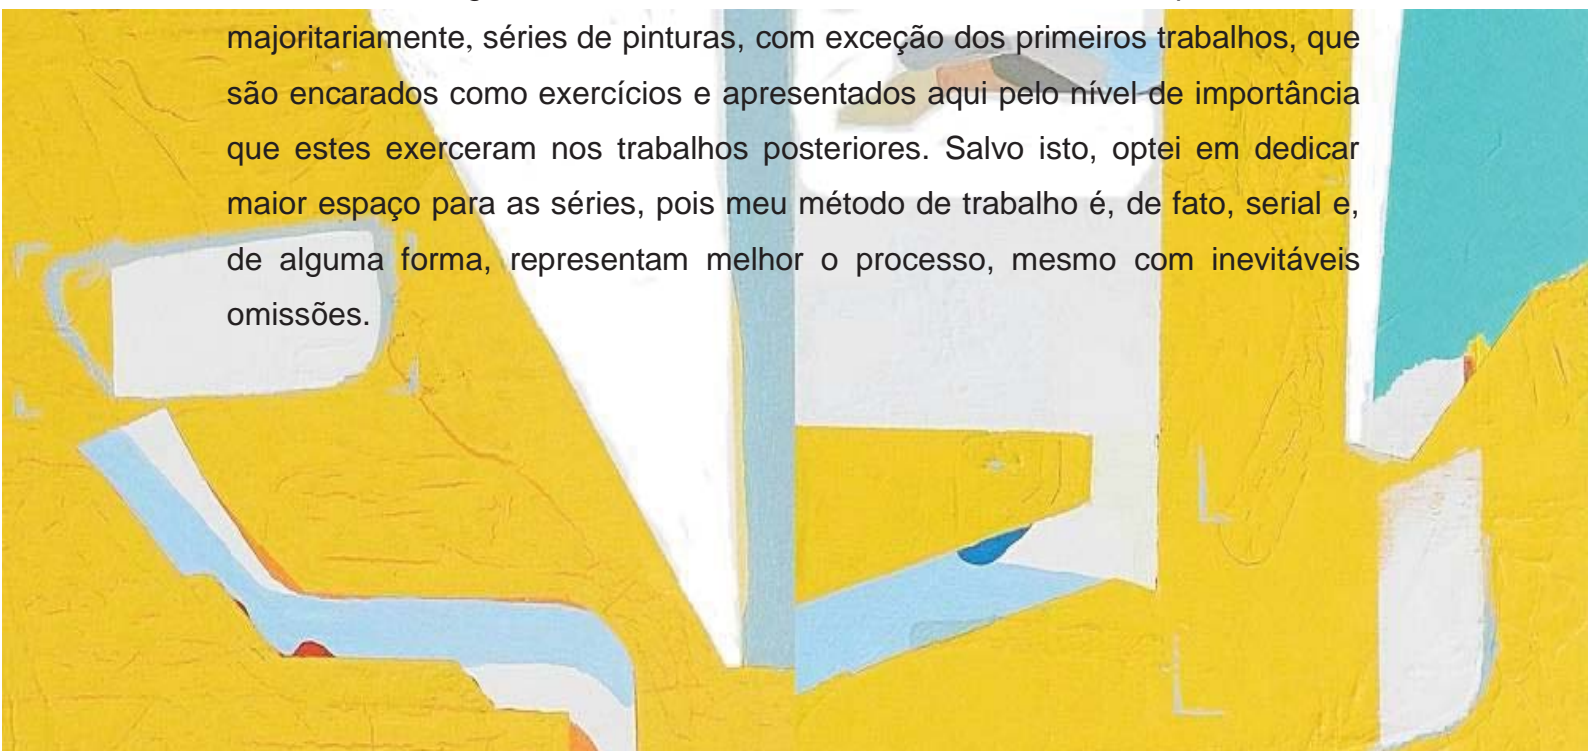 majoritariamente, séries de pinturas, com exceção dos primeiros trabalhos, que
são encarados como exercícios e apresentados aqui pelo nível de importância
que estes exerceram nos trabalhos posteriores. Salvo isto, optei em dedicar
maior espaço para as séries, pois meu método de trabalho é, de fato, serial e,
de alguma forma, representam melhor o processo, mesmo com inevitáveis
omissões.